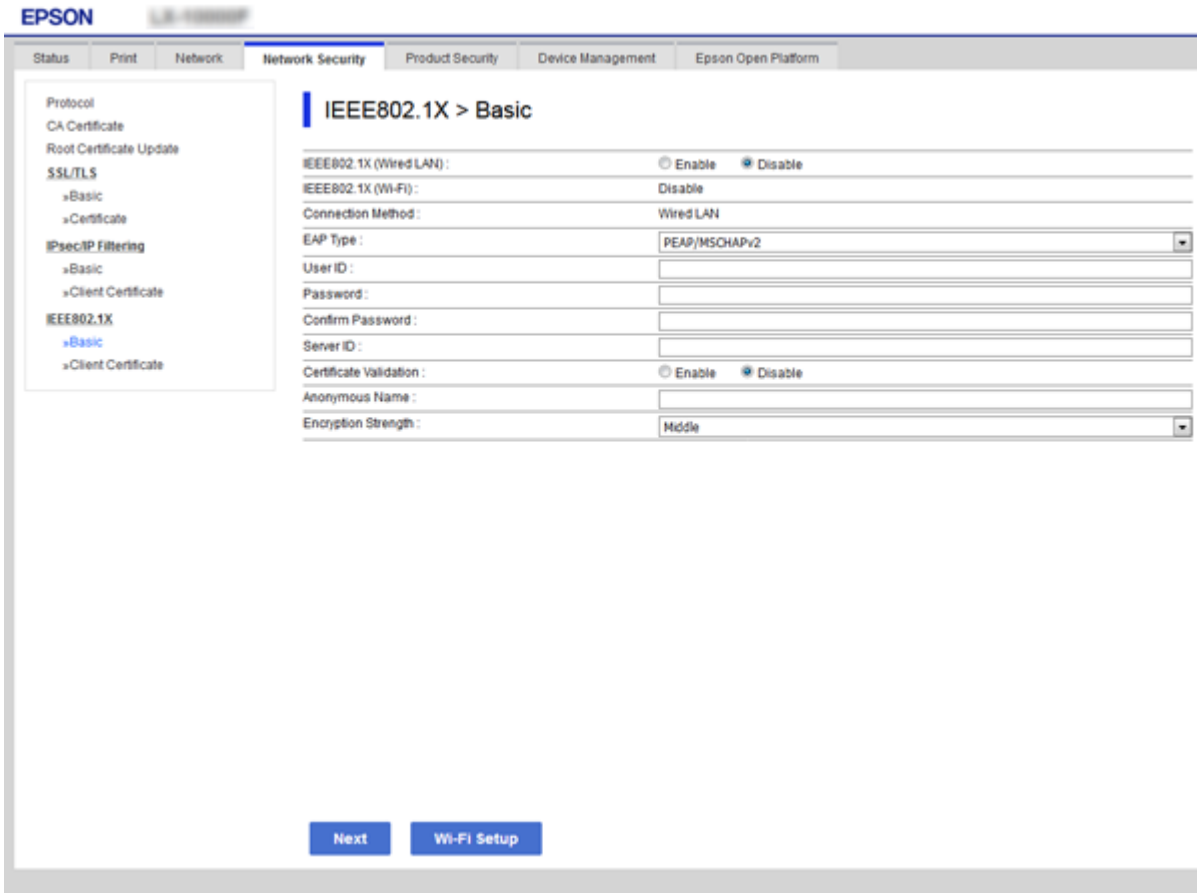 EPSON
Status Print Network Network Security Product Security Device Management Epson Open Platform
Protocol
CA Certificate
Root Certificate Update
SSL/TLS
»Basic
»Certificate
IPsec/IP Filtering
»Basic
»Client Certificate
IEEE802.1X
»Basic
»Client Certificate
IEEE802.1X > Basic
IEEE802.1X (Wired LAN) : Enable Disable
IEEE802.1X (Wi-Fi) : Disable
Connection Method : Wired LAN
EAP Type : PEAP/MSCHAPv2
User ID :
Password :
Confirm Password :
Server ID :
Certificate Validation : Enable Disable
Anonymous Name :
Encryption Strength : Middle
Next Wi-Fi Setup